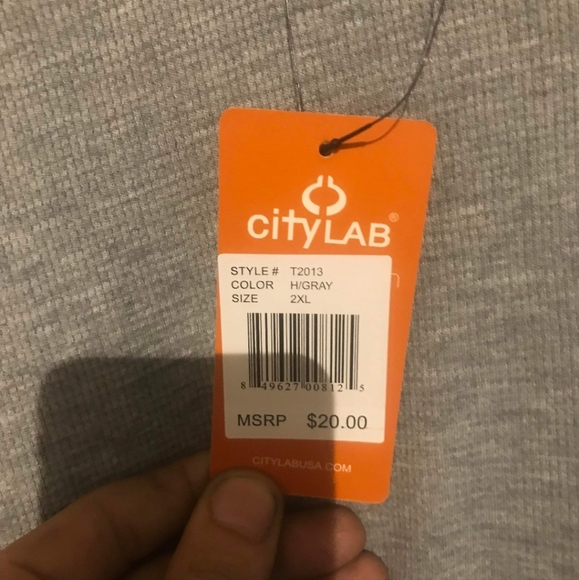 cityLAB®
STYLE # T2013
COLOR H/GRAY
SIZE 2XL
8 49627 00812 5
MSRP $20.00
CITYLABUSA.COM